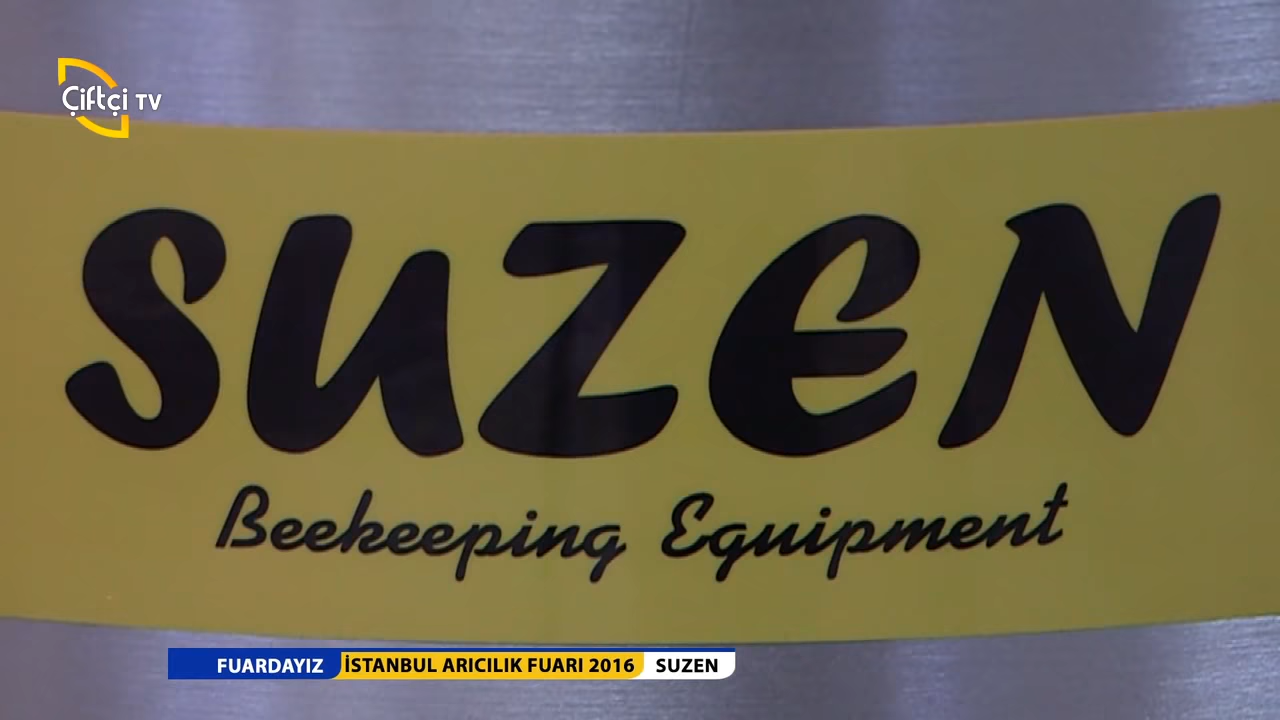 Çiftçi TV
SUZEN
Beekeeping Equipment
FUARDAYIZ İSTANBUL ARICILIK FUARI 2016 SUZEN